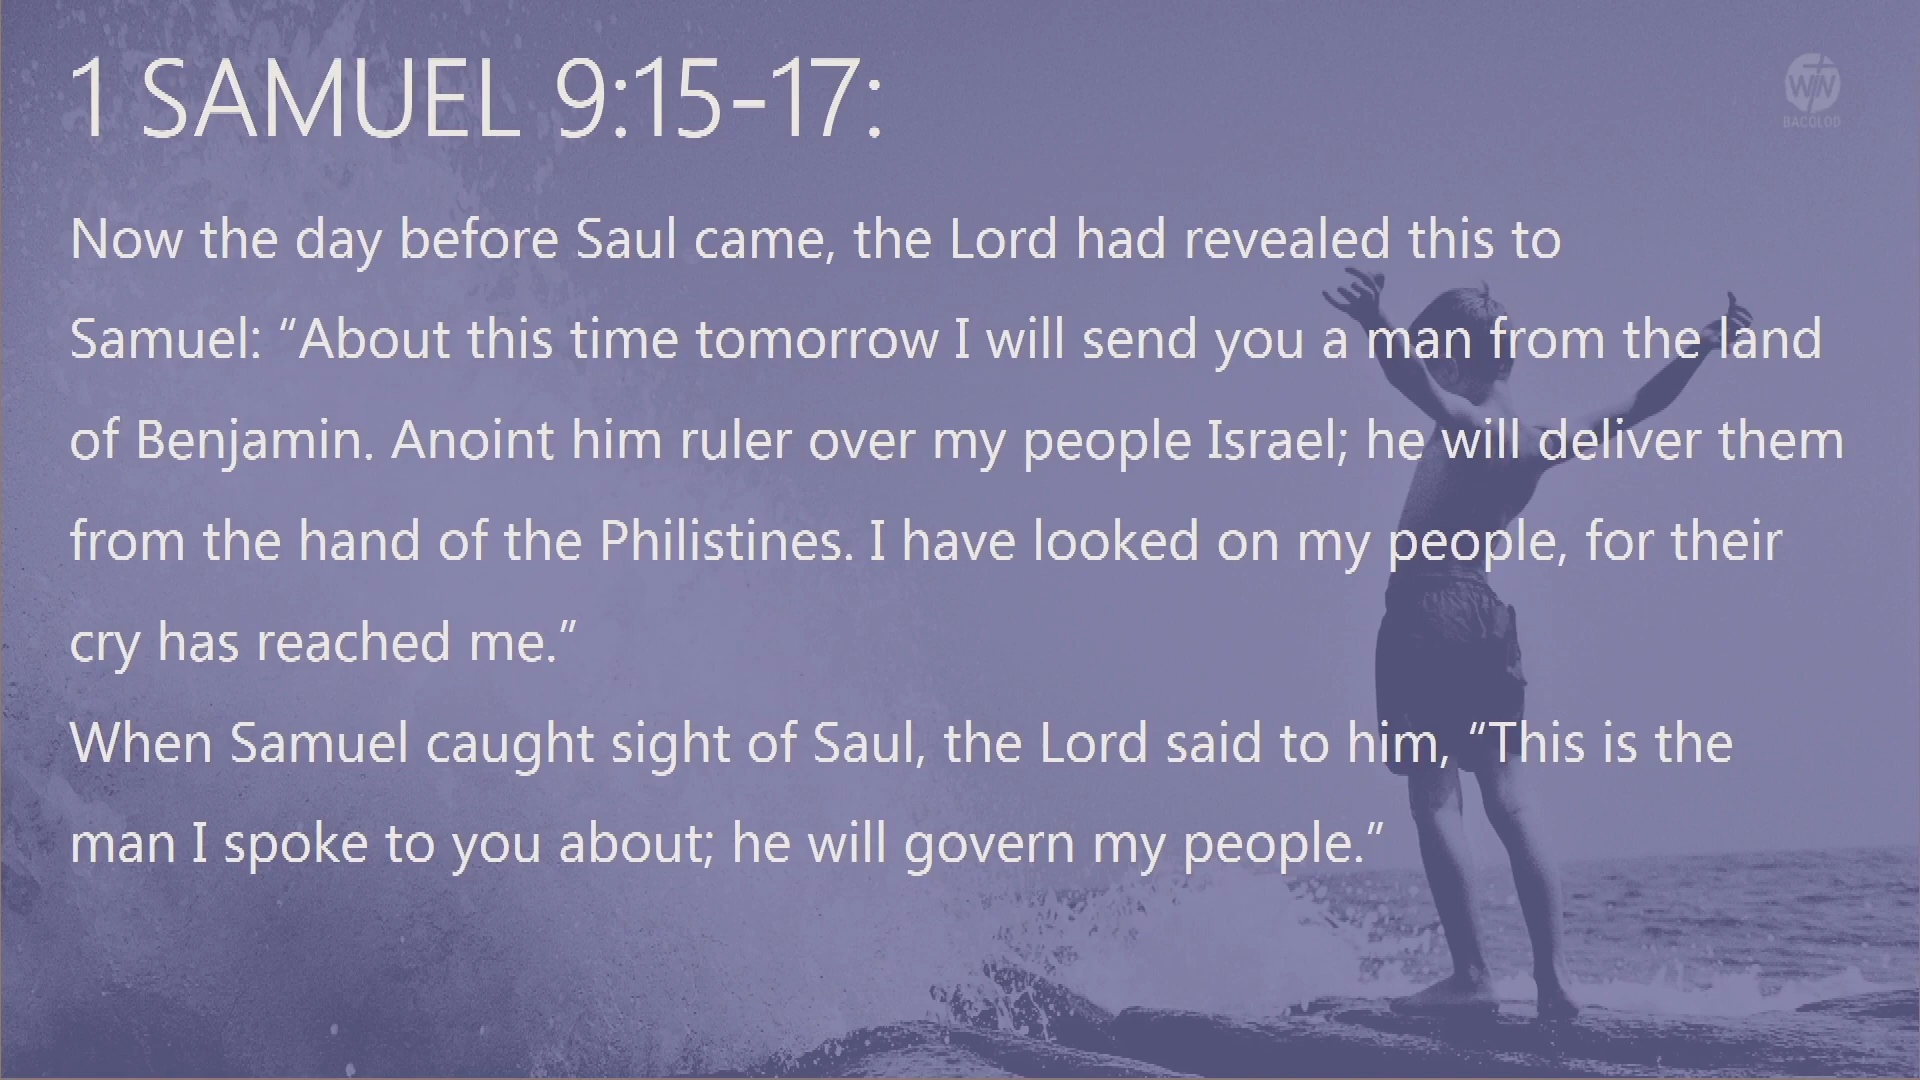 1 SAMUEL 9:15-17:
WIN
BACOLOD
Now the day before Saul came, the Lord had revealed this to
Samuel: “About this time tomorrow I will send you a man from the land
of Benjamin. Anoint him ruler over my people Israel; he will deliver them
from the hand of the Philistines. I have looked on my people, for their
cry has reached me.”
When Samuel caught sight of Saul, the Lord said to him, “This is the
man I spoke to you about; he will govern my people.”